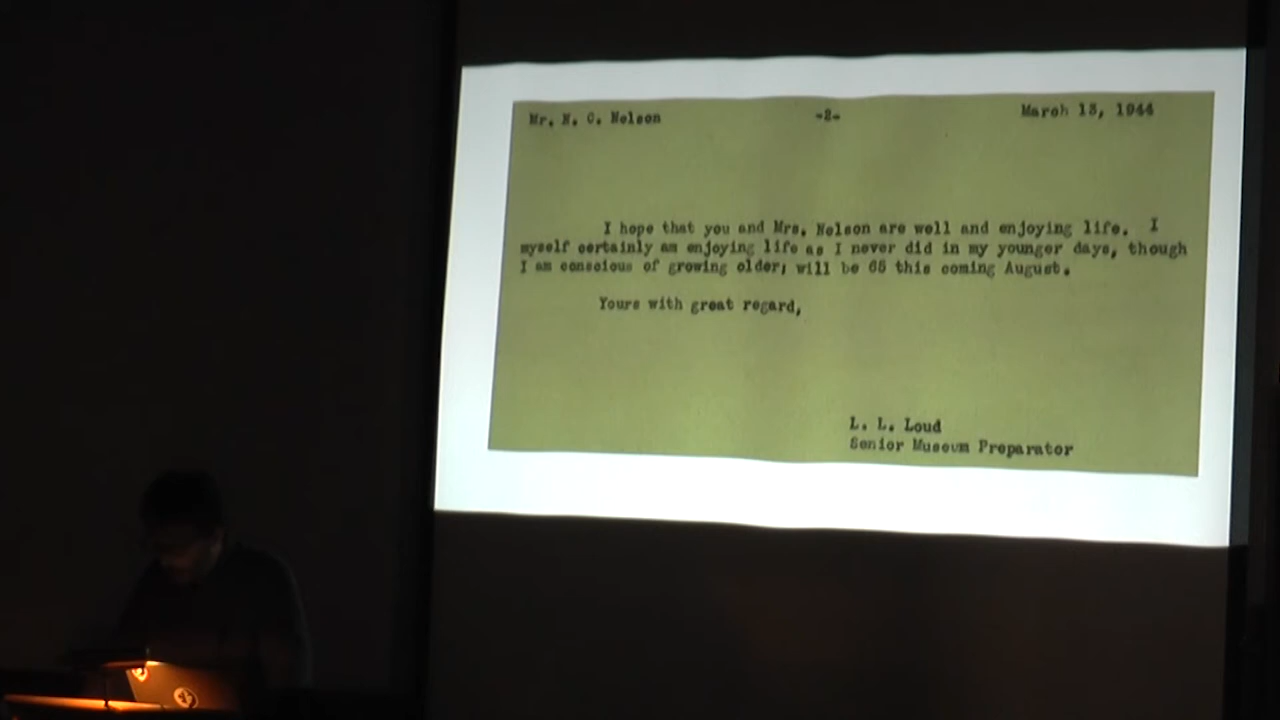 Mr. N. C. Nelson -2- March 13, 1944
I hope that you and Mrs. Nelson are well and enjoying life. I
myself certainly am enjoying life as I never did in my younger days, though
I am conscious of growing older; will be 65 this coming August.
Yours with great regard,
L. L. Loud
Senior Museum Preparator